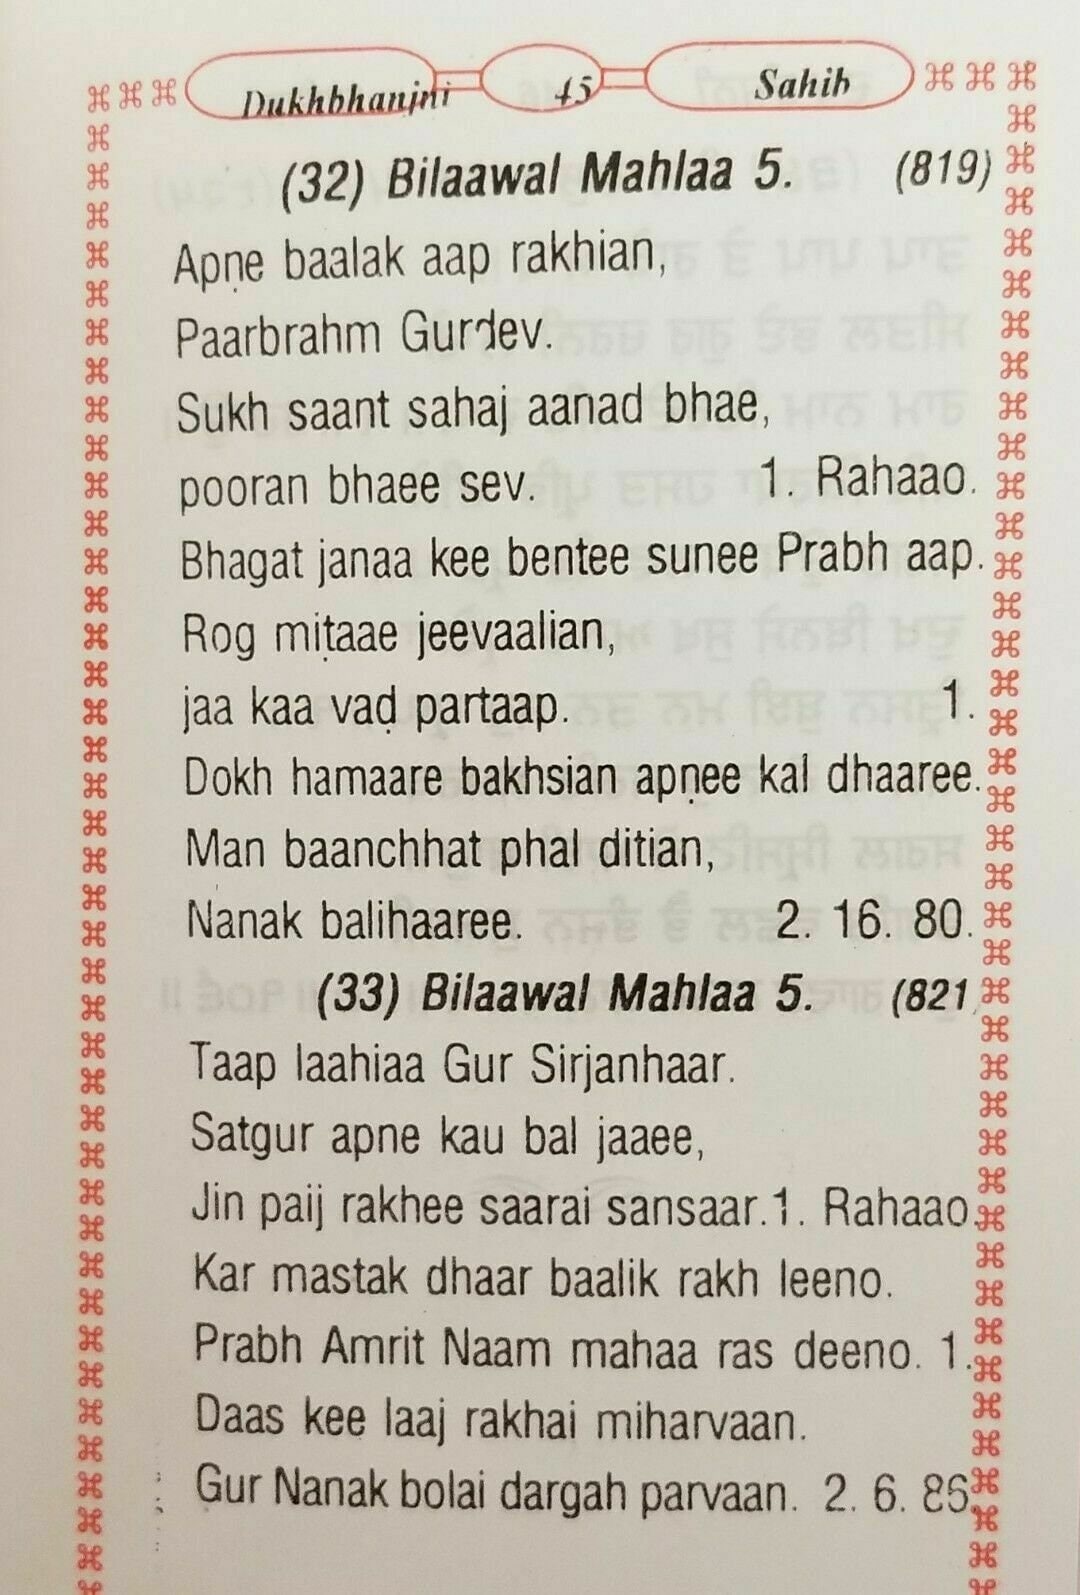 Dukhbhanjni 45 Sahib
(32) Bilaawal Mahlaa 5. (819)
Apṇe baalak aap rakhian,
Paarbrahm Gurdev.
Sukh saant sahaj aanad bhae,
pooran bhaee sev. 1. Rahaao.
Bhagat janaa kee bentee sunee Prabh aap.
Rog miṭaae jeevaalian,
jaa kaa vaḍ partaap. 1.
Dokh hamaare bakhsian apṇee kal dhaaree.
Man baanchhat phal ditian,
Nanak balihaaree. 2. 16. 80.
(33) Bilaawal Mahlaa 5. (821
Taap laahiaa Gur Sirjanhaar.
Satgur apne kau bal jaaee,
Jin paij rakhee saarai sansaar.1. Rahaao.
Kar mastak dhaar baalik rakh leeno.
Prabh Amrit Naam mahaa ras deeno. 1.
Daas kee laaj rakhai miharvaan.
Gur Nanak bolai dargah parvaan. 2. 6. 86.